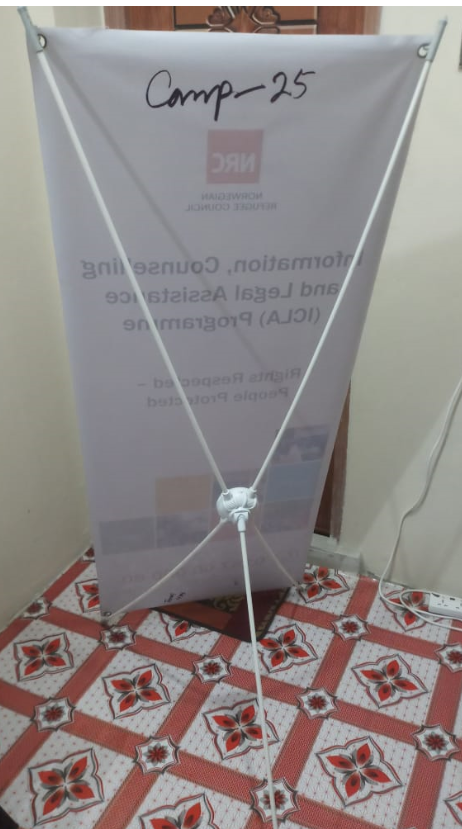 Camp-25
NRC
NORWEGIAN
REFUGEE COUNCIL
Information, Counselling
and Legal Assistance
(ICLA) Programme
Rights Respected –
People Protected